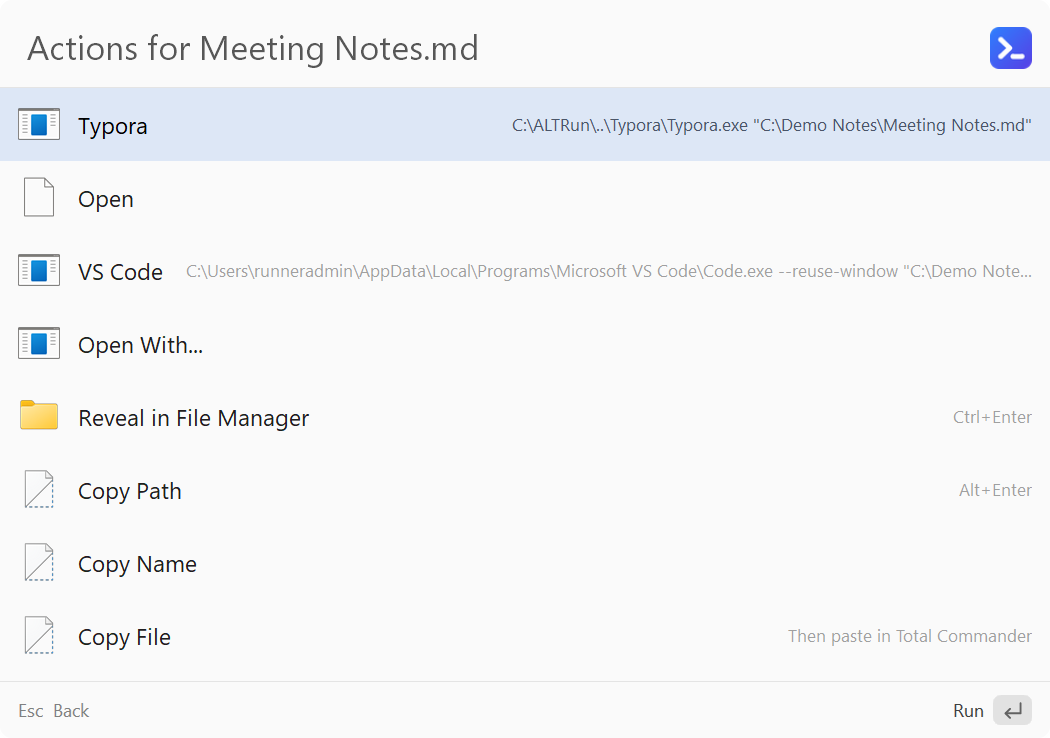 Actions for Meeting Notes.md
Typora C:\ALTRun\..\Typora\Typora.exe "C:\Demo Notes\Meeting Notes.md"
Open
VS Code C:\Users\runneradmin\AppData\Local\Programs\Microsoft VS Code\Code.exe --reuse-window "C:\Demo Note...
Open With...
Reveal in File Manager Ctrl+Enter
Copy Path Alt+Enter
Copy Name
Copy File Then paste in Total Commander
Esc Back Run